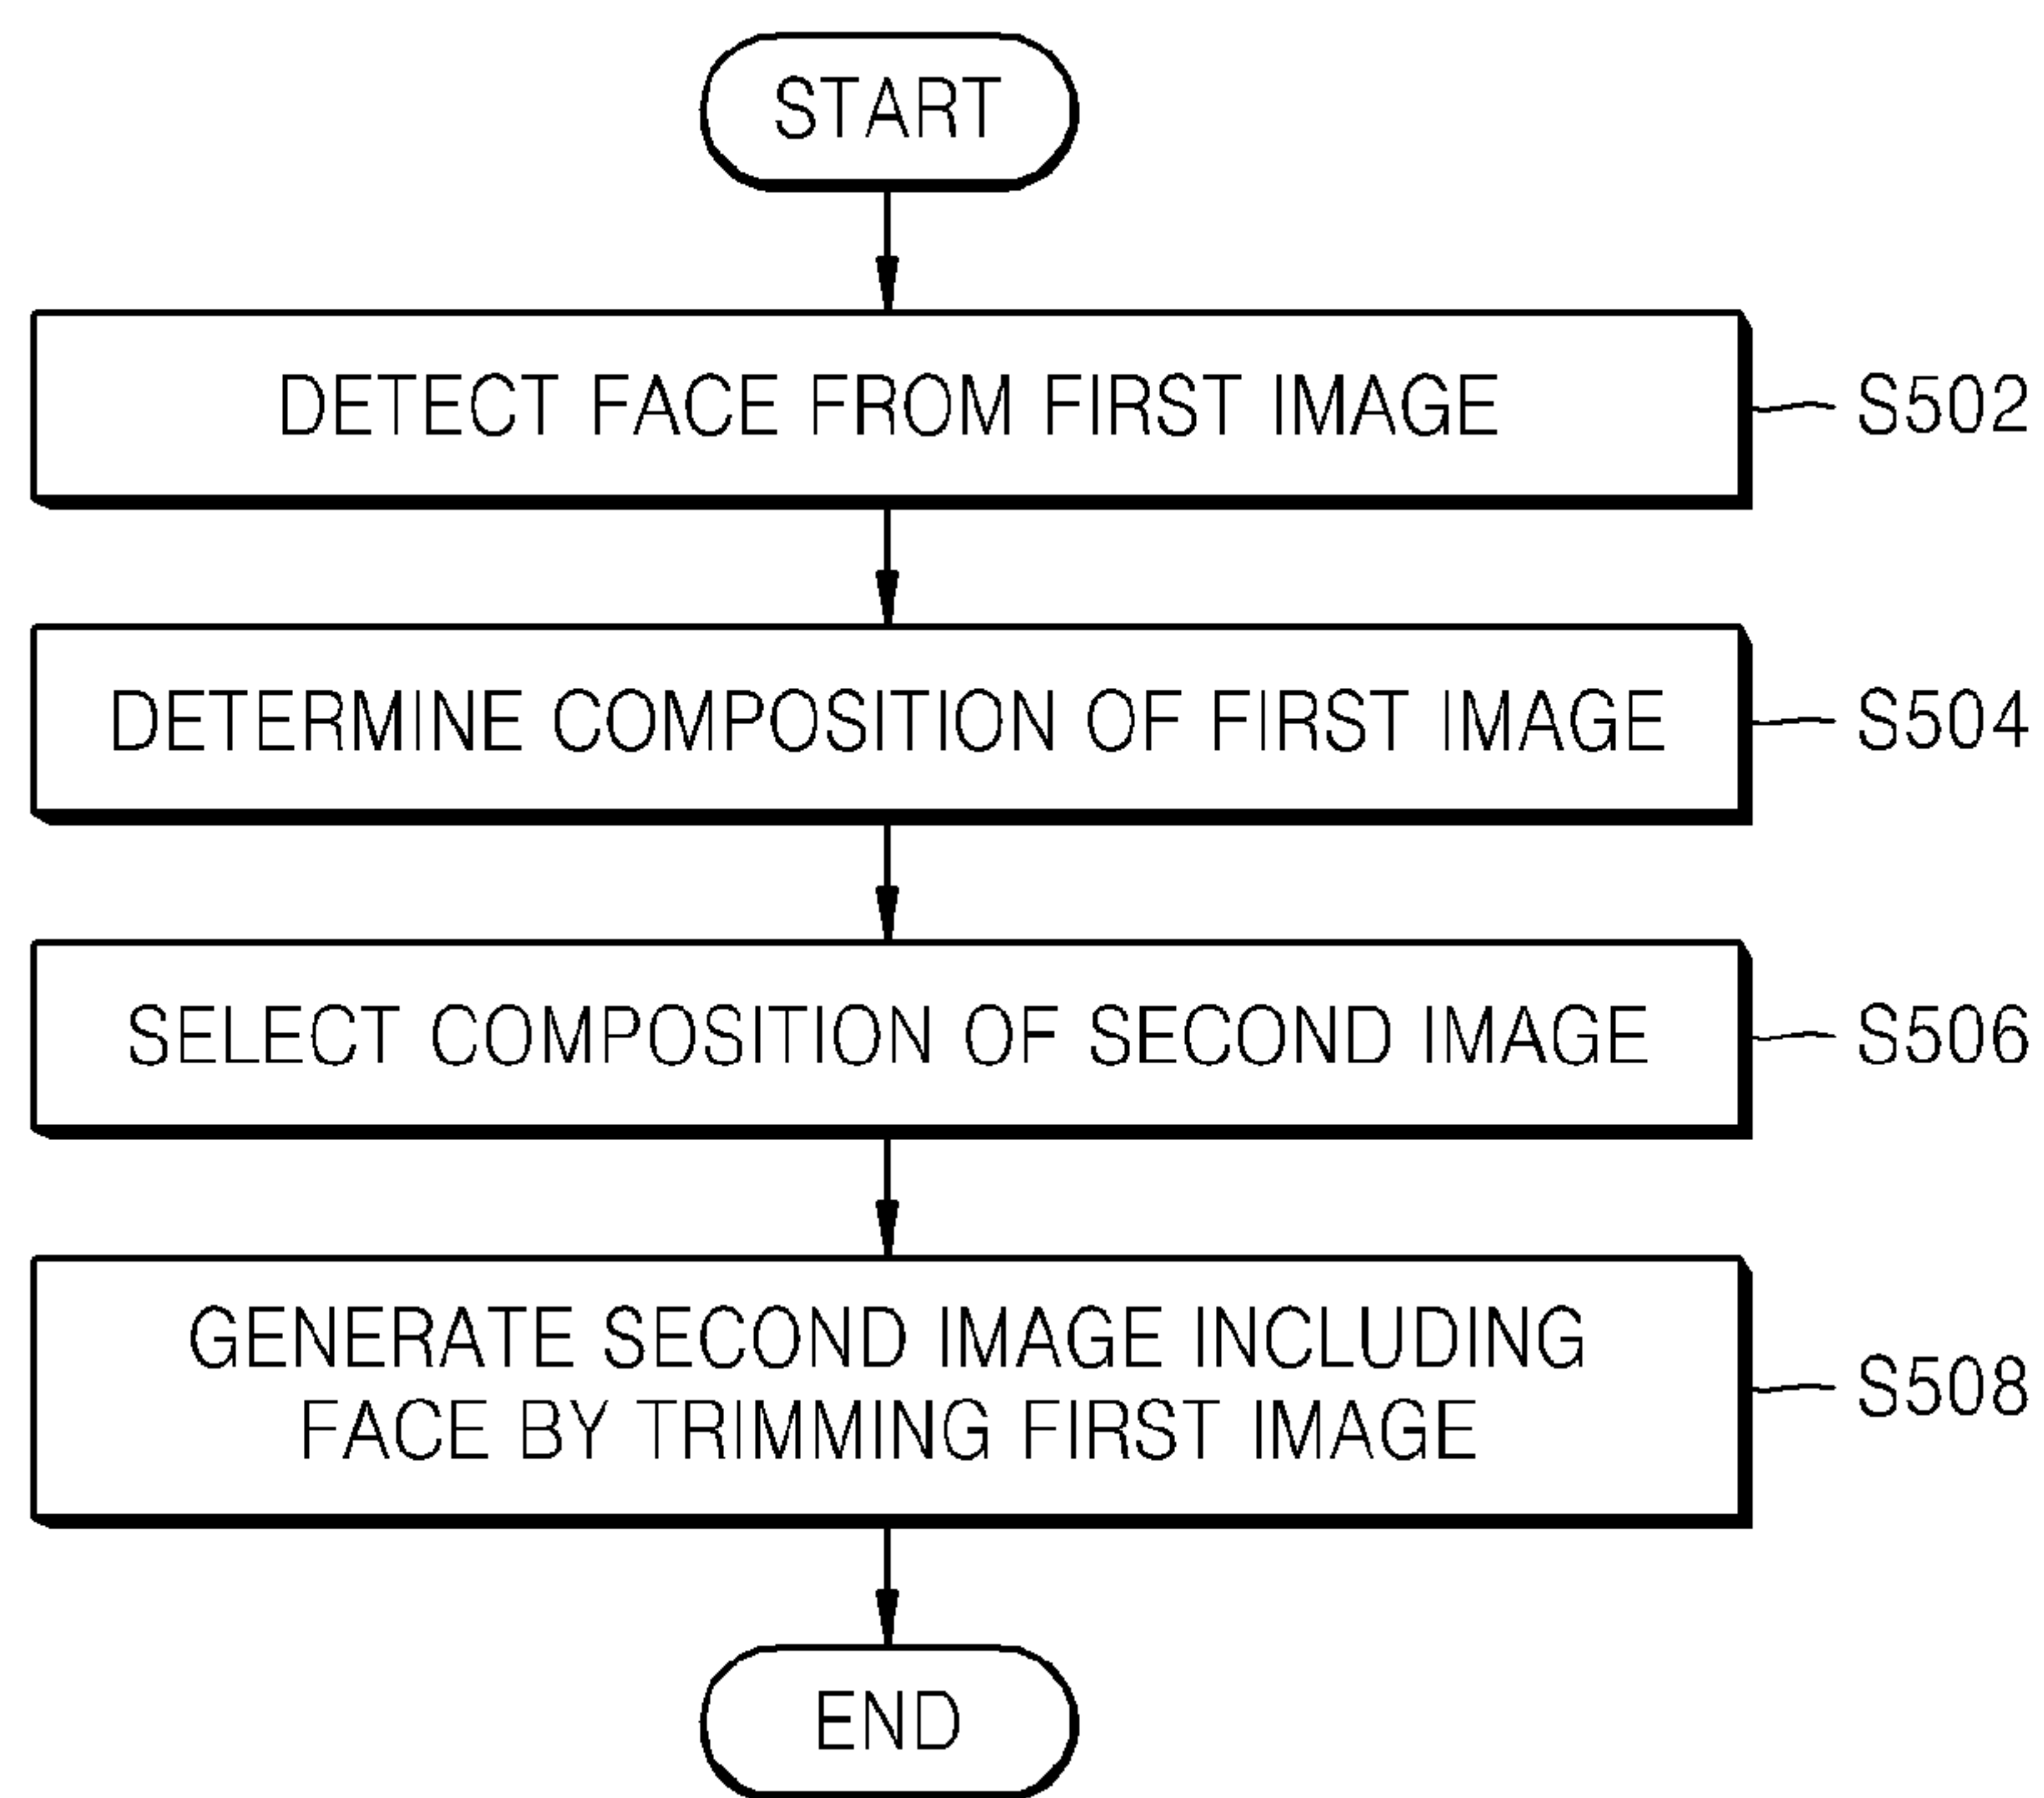 START
DETECT FACE FROM FIRST IMAGE
S502
DETERMINE COMPOSITION OF FIRST IMAGE
S504
SELECT COMPOSITION OF SECOND IMAGE
S506
GENERATE SECOND IMAGE INCLUDING
FACE BY TRIMMING FIRST IMAGE
S508
END